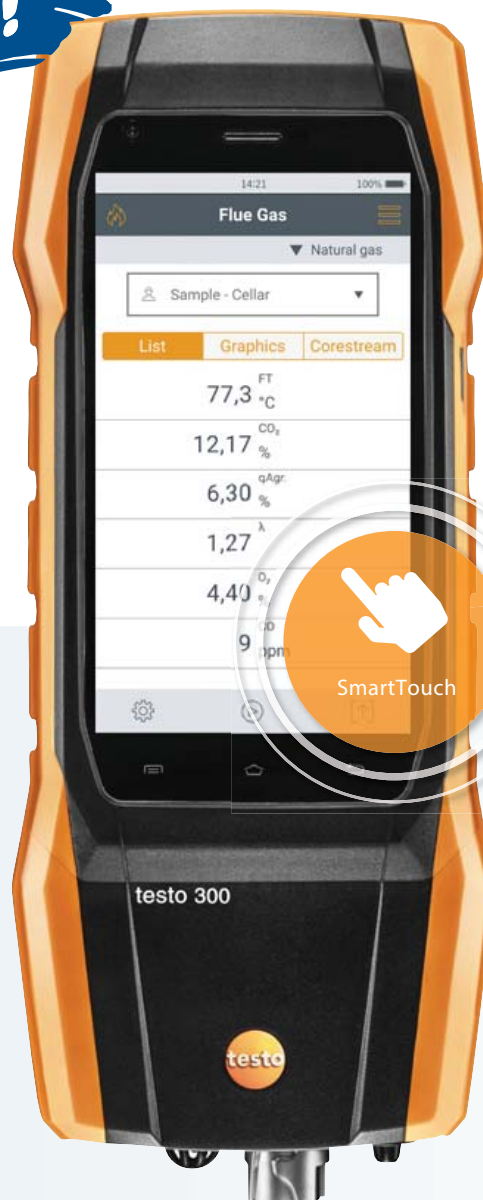 !
14:21 100%
Flue Gas
▼ Natural gas
Sample - Cellar ▼
List Graphics Corestream
77,3 FT °C
12,17 CO₂ %
6,30 qAgr. %
1,27 λ
4,40 O₂ %
9 CO ppm
SmartTouch
testo 300
testo